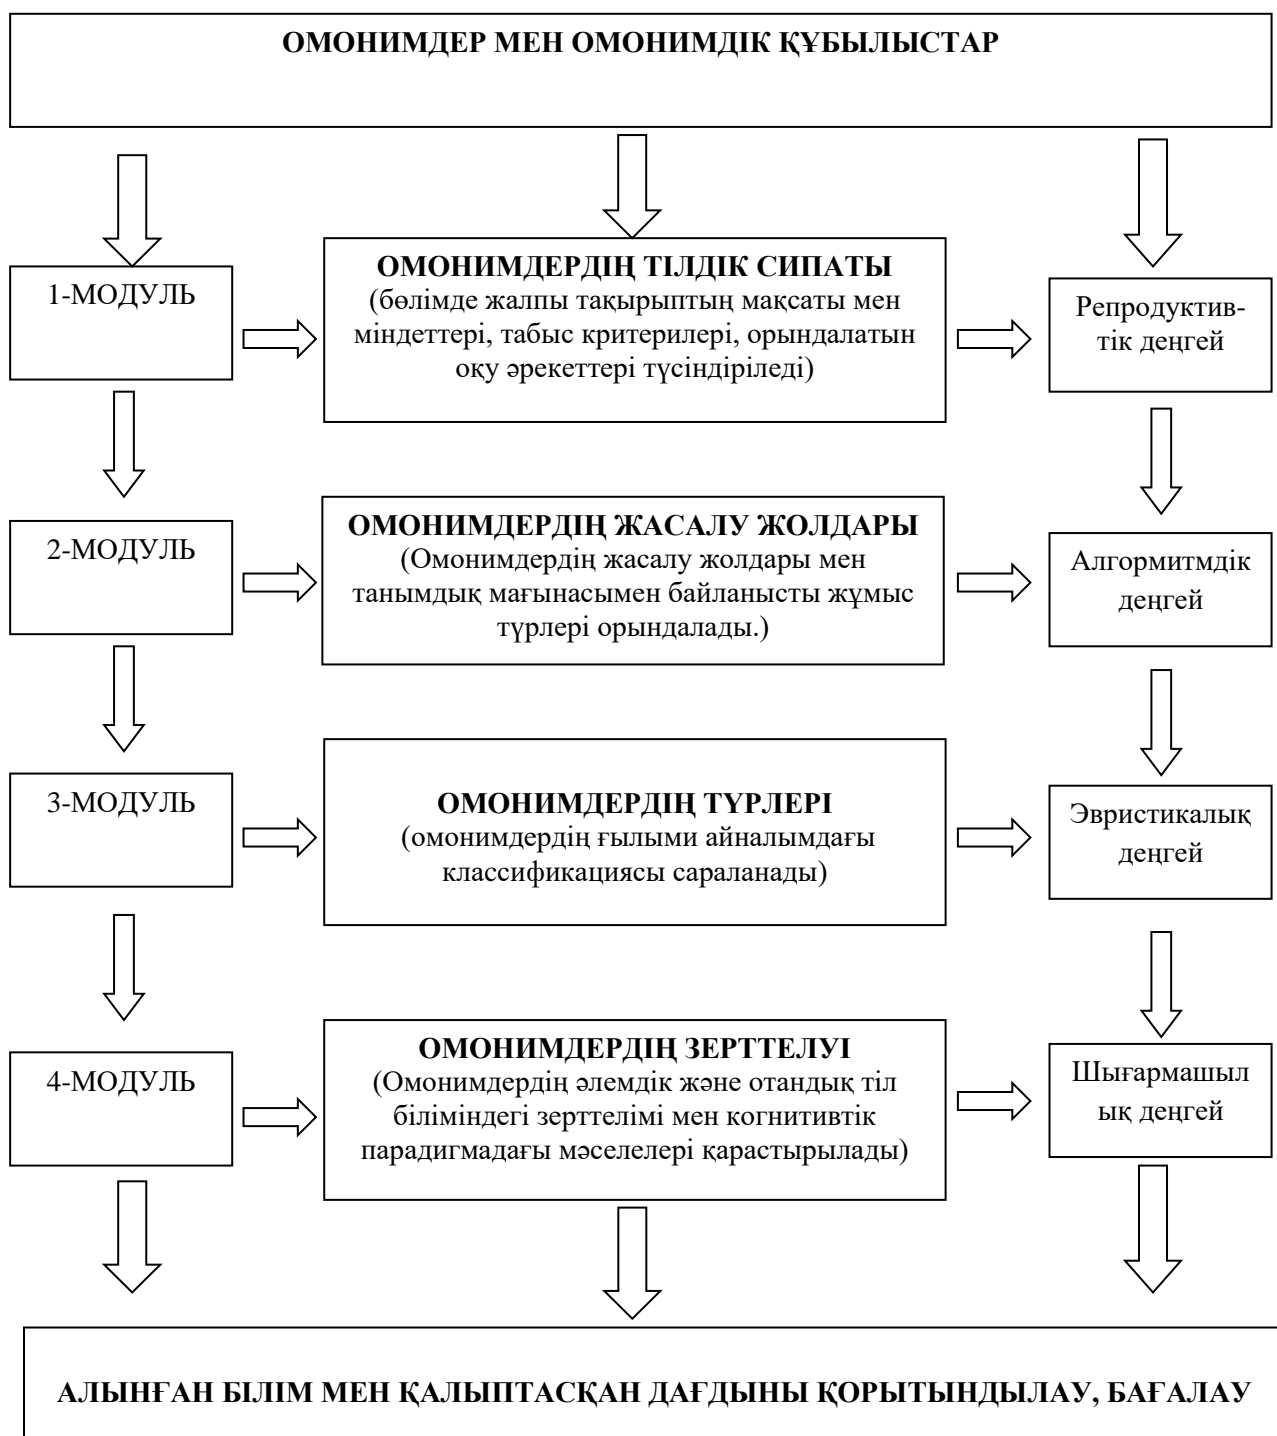 ОМОНИМДЕР МЕН ОМОНИМДІК ҚҰБЫЛЫСТАР
1-МОДУЛЬ
ОМОНИМДЕРДІҢ ТІЛДІК СИПАТЫ
(бөлімде жалпы тақырыптың мақсаты мен
міндеттері, табыс критерилері, орындалатын
оқу әрекеттері түсіндіріледі)
Репродуктив-
тік деңгей
2-МОДУЛЬ
ОМОНИМДЕРДІҢ ЖАСАЛУ ЖОЛДАРЫ
(Омонимдердің жасалу жолдары мен
танымдық мағынасымен байланысты жұмыс
түрлері орындалады.)
Алгормитмдік
деңгей
3-МОДУЛЬ
ОМОНИМДЕРДІҢ ТҮРЛЕРІ
(омонимдердің ғылыми айналымдағы
классификациясы сараланады)
Эвристикалық
деңгей
4-МОДУЛЬ
ОМОНИМДЕРДІҢ ЗЕРТТЕЛУІ
(Омонимдердің әлемдік және отандық тіл
біліміндегі зерттелімі мен когнитивтік
парадигмадағы мәселелері қарастырылады)
Шығармашыл
ық деңгей
АЛЫНҒАН БІЛІМ МЕН ҚАЛЫПТАСҚАН ДАҒДЫНЫ ҚОРЫТЫНДЫЛАУ, БАҒАЛАУ